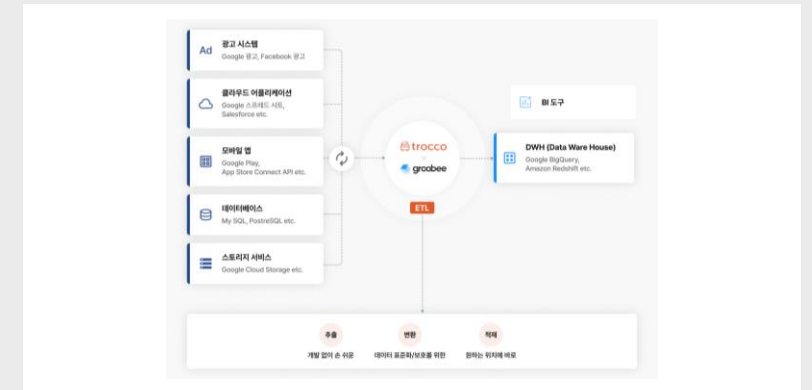 Ad
광고 시스템
Google 광고, Facebook 광고
클라우드 어플리케이션
Google 스프레드 시트,
Salesforce etc.
모바일 앱
Google Play,
App Store Connect API etc.
데이터베이스
My SQL, PostreSQL etc.
스토리지 서비스
Google Cloud Storage etc.
trocco
×
groobee
ETL
BI 도구
DWH (Data Ware House)
Google BigQuery,
Amazon Redshift etc.
추출
개발 없이 손 쉬운
변환
데이터 표준화/보호를 위한
적재
원하는 위치에 바로